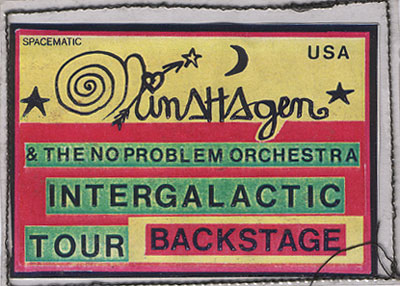 SPACEMATIC
USA
NinaHagen
& THE NO PROBLEM ORCHESTRA
INTERGALACTIC
TOUR BACKSTAGE